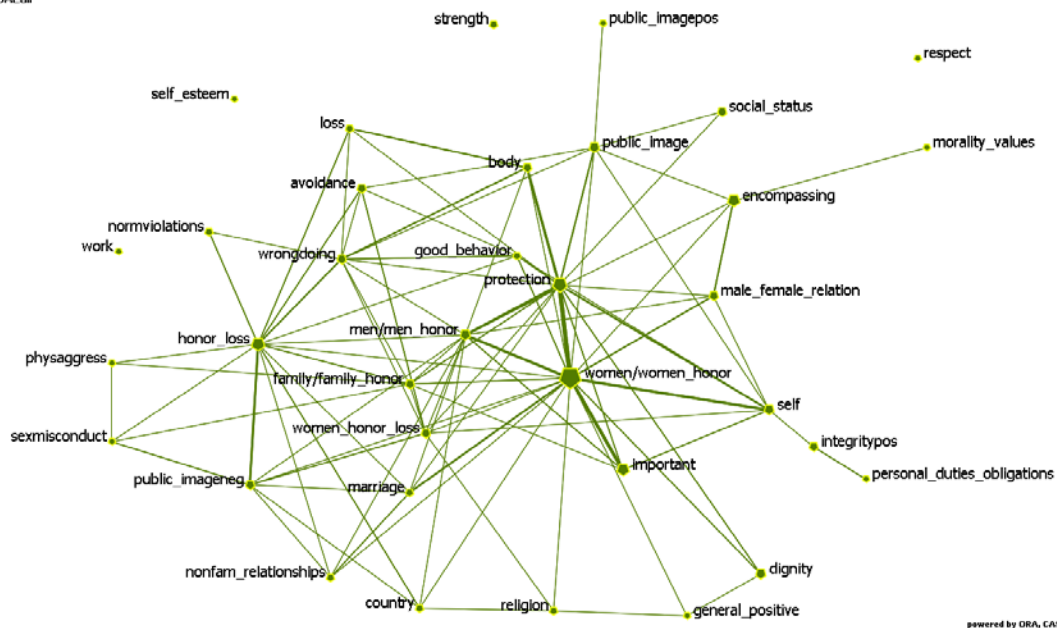 strength
public_imagepos
respect
self_esteem
social_status
loss
public_image
morality_values
body
avoidance
encompassing
normviolations
work
wrongdoing
good_behavior
protection
male_female_relation
men/men_honor
honor_loss
physaggress
family/family_honor
women/women_honor
self
sexmisconduct
women_honor_loss
integritypos
important
public_imageneg
marriage
personal_duties_obligations
nonfam_relationships
dignity
country
religion
general_positive
powered by ORA, CA